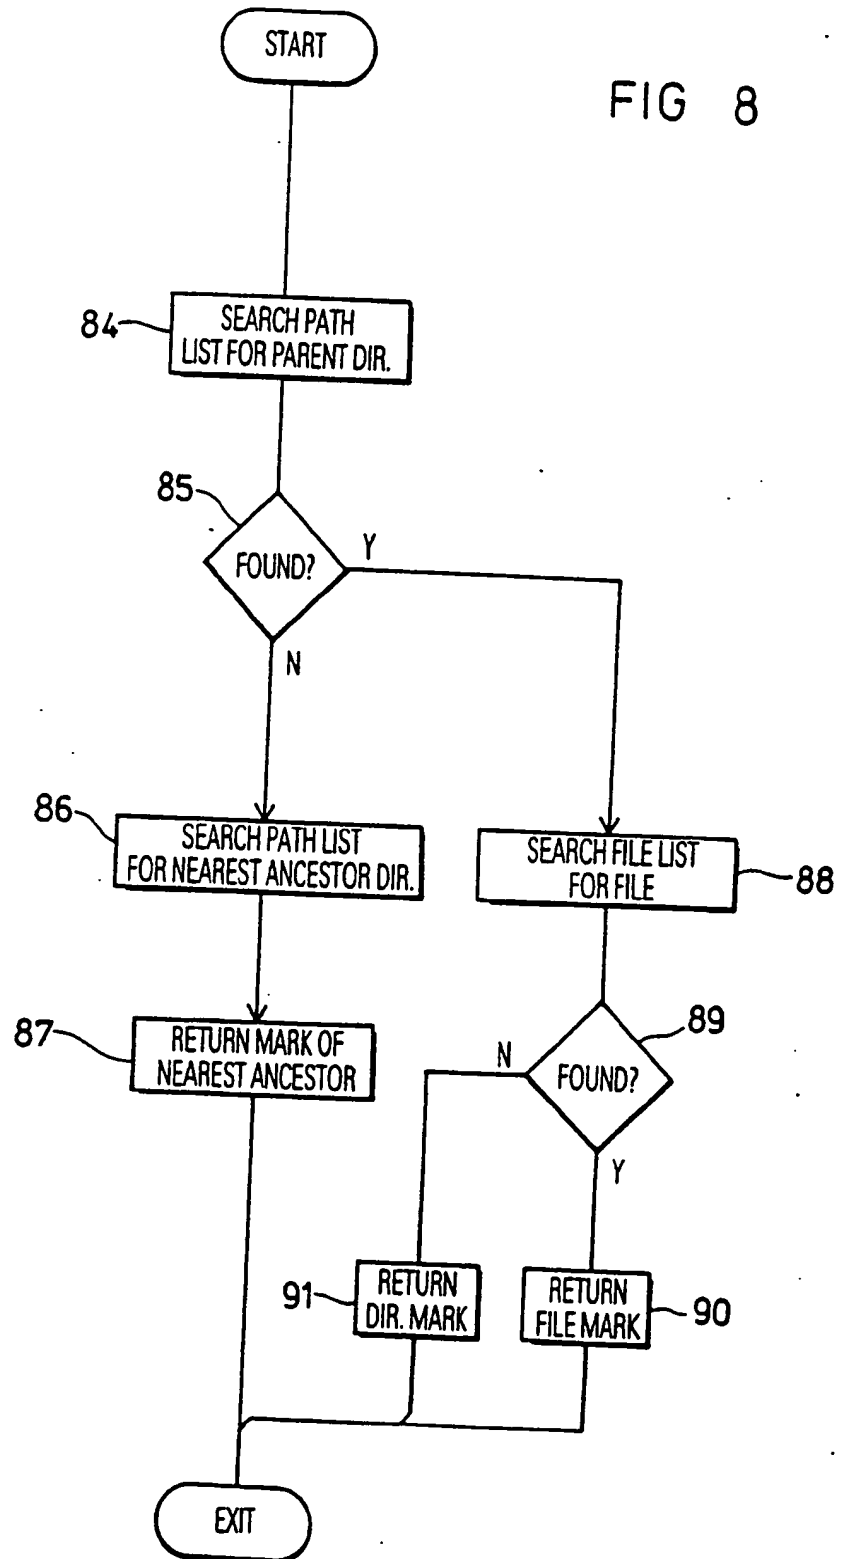 START
FIG 8
84
SEARCH PATH
LIST FOR PARENT DIR.
85
FOUND?
Y
N
86
SEARCH PATH LIST
FOR NEAREST ANCESTOR DIR.
SEARCH FILE LIST
FOR FILE
88
87
RETURN MARK OF
NEAREST ANCESTOR
89
N
FOUND?
Y
91
RETURN
DIR. MARK
RETURN
FILE MARK
90
EXIT